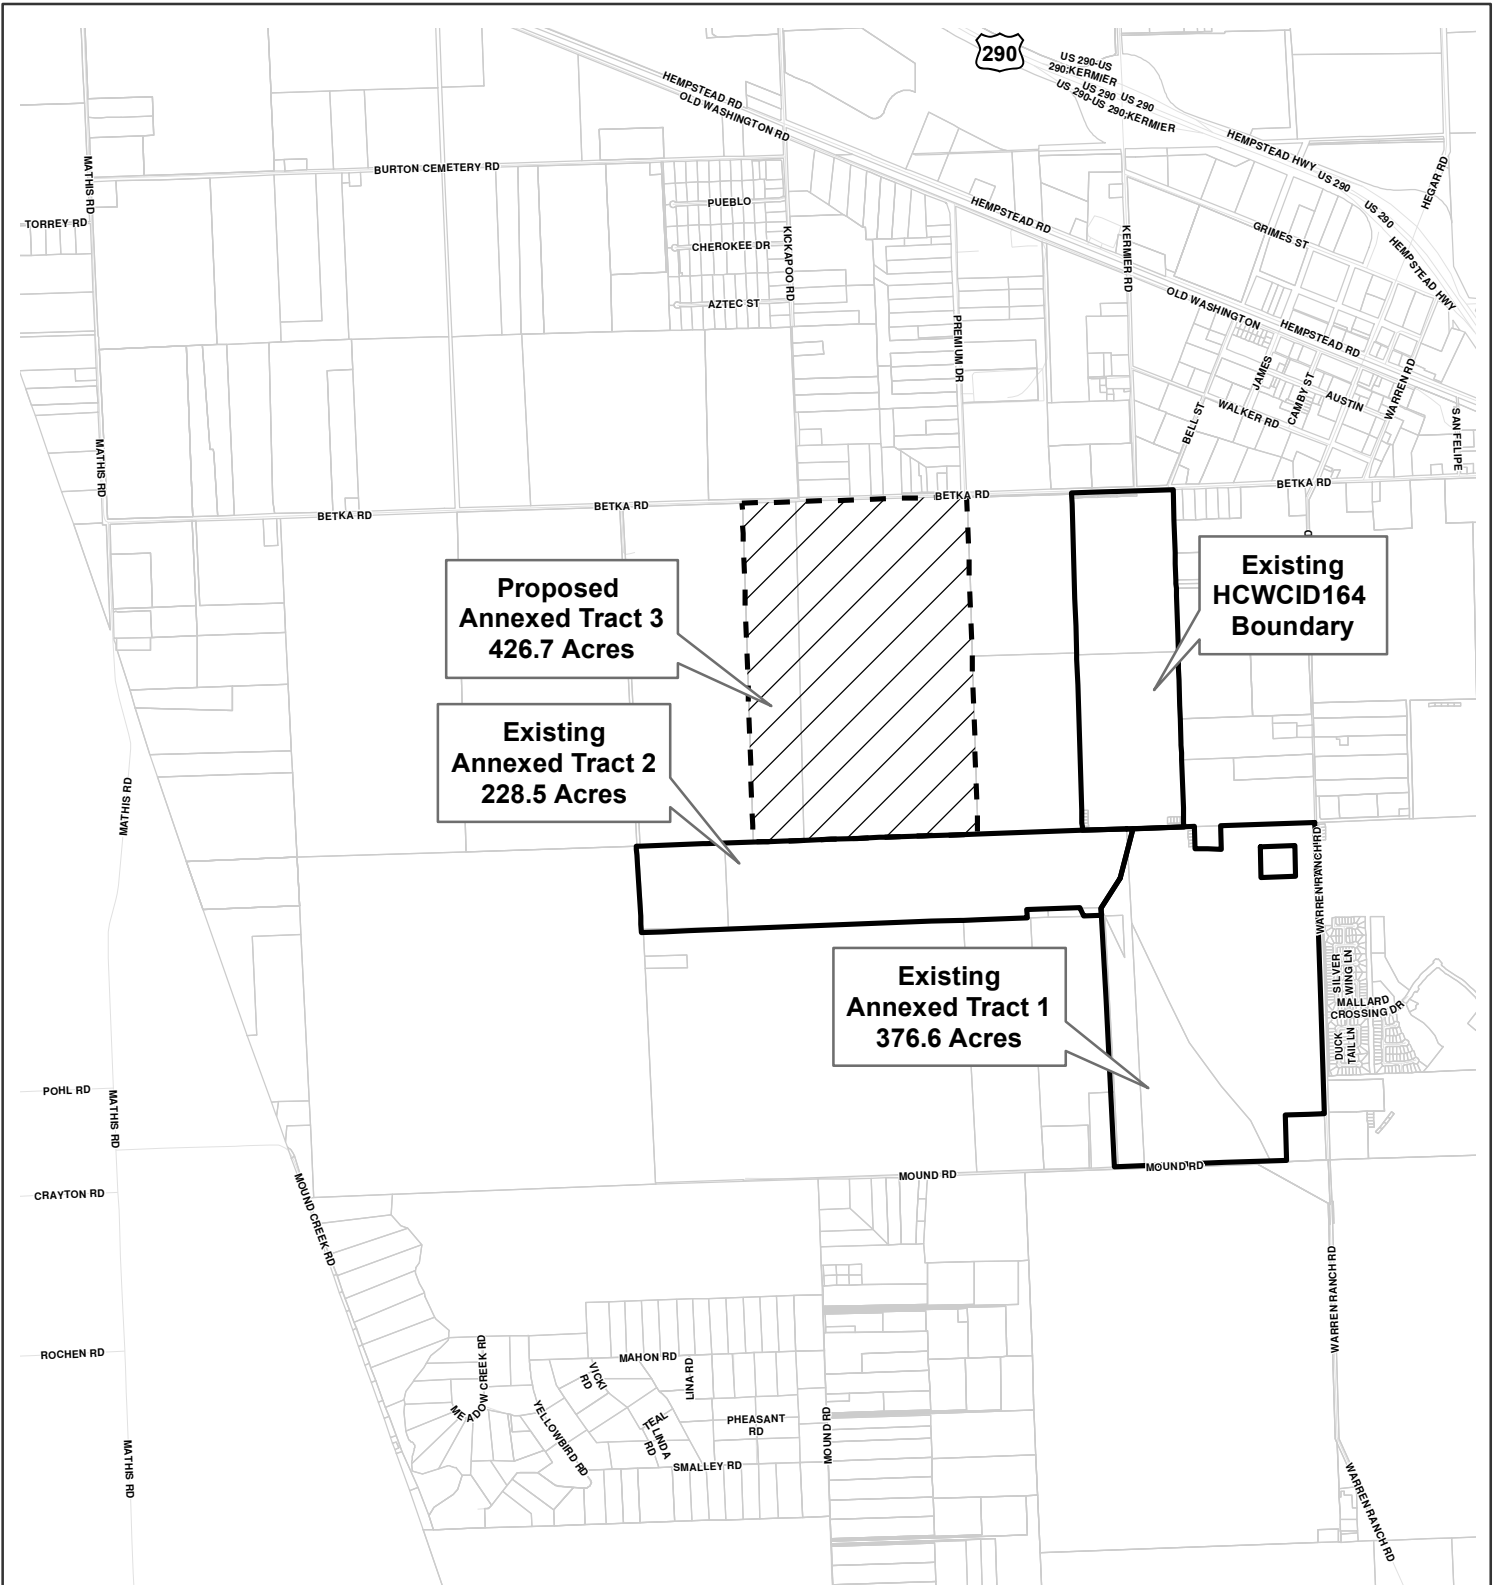 290
US 290-US
290;KERMIER
US 290
US 290
US 290-US 290;KERMIER
HEMPSTEAD RD
OLD WASHINGTON RD
HEMPSTEAD HWY
US 290
US 290
HEMPSTEAD HWY
HEGAR RD
MATHIS RD
BURTON CEMETERY RD
TORREY RD
PUEBLO
CHEROKEE DR
AZTEC ST
KICKAPOO RD
HEMPSTEAD RD
KERMIER RD
GRIMES ST
OLD WASHINGTON
HEMPSTEAD RD
PREMIUM DR
JAMES
CAMBY ST
AUSTIN
WARREN RD
WALKER RD
BELL ST
SAN FELIPE
MATHIS RD
BETKA RD
BETKA RD
BETKA RD
BETKA RD
Proposed
Annexed Tract 3
426.7 Acres
Existing
HCWCID164
Boundary
Existing
Annexed Tract 2
228.5 Acres
MATHIS RD
WARREN RANCH RD
Existing
Annexed Tract 1
376.6 Acres
SILVER
WING LN
MALLARD
CROSSING DR
DUCK
TAIL LN
POHL RD
MATHIS RD
MOUND RD
MOUND RD
CRAYTON RD
MOUND CREEK RD
WARREN RANCH RD
ROCHEN RD
MEADOW CREEK RD
MAHON RD
VICKI
RD
LINA RD
YELLOWBIRD RD
TEAL
TELINDA
RD
PHEASANT
RD
SMALLEY RD
MOUND RD
MATHIS RD
WARREN RANCH RD